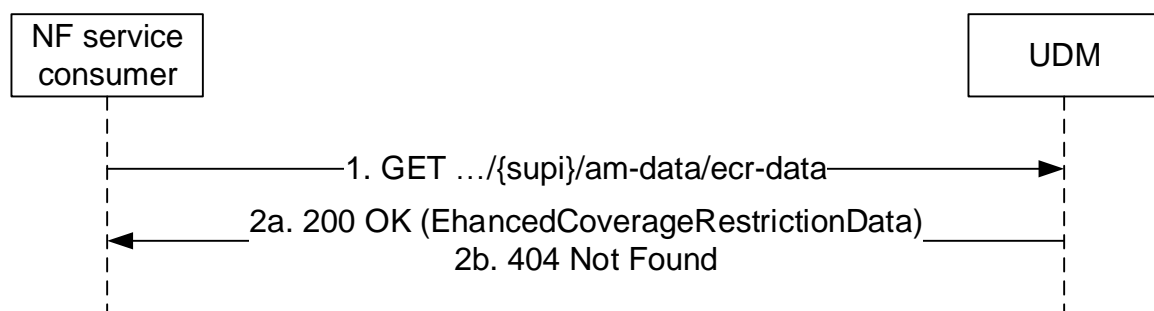 NF service
consumer
UDM
1. GET …/{supi}/am-data/ecr-data
2a. 200 OK (EhancedCoverageRestrictionData)
2b. 404 Not Found